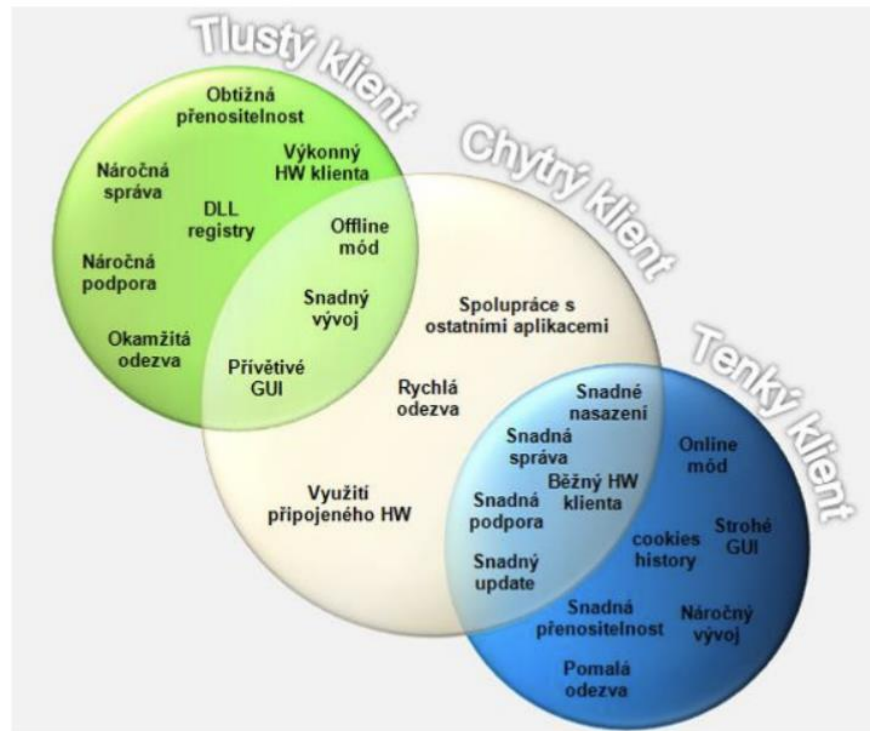 Tlustý klient
Obtížná
přenositelnost
Výkonný
HW klienta
Náročná
správa
DLL
registry
Náročná
podpora
Okamžitá
odezva
Offline
mód
Snadný
vývoj
Přívětivé
GUI
Chytrý klient
Spolupráce s
ostatními aplikacemi
Rychlá
odezva
Využití
připojeného HW
Snadné
nasazení
Snadná
správa
Běžný HW
klienta
Snadná
podpora
Snadný
update
Tenký klient
Online
mód
Strohé
GUI
cookies
history
Snadná
přenositelnost
Náročný
vývoj
Pomalá
odezva